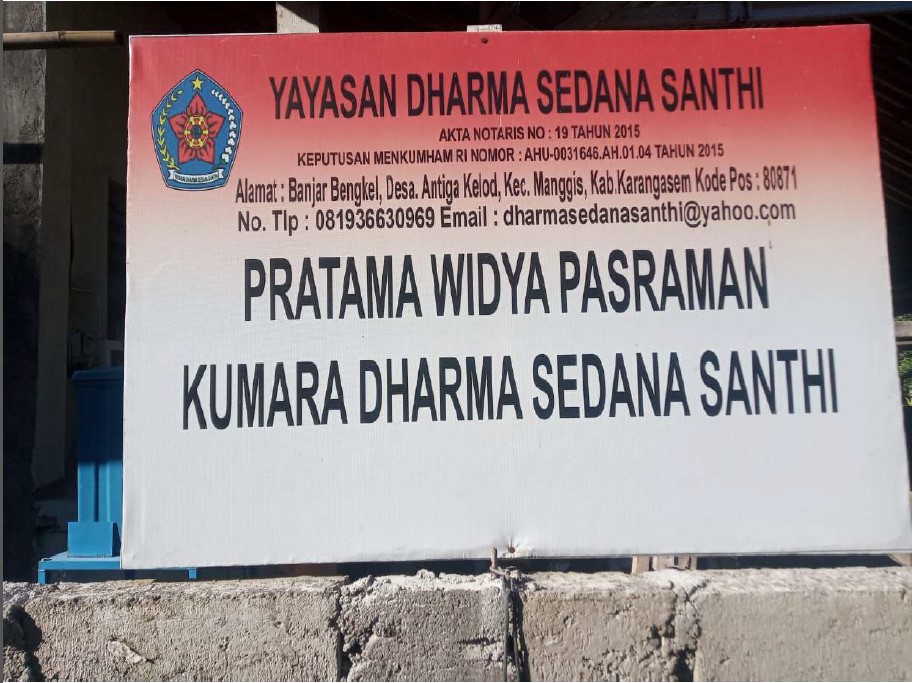 YAYASAN DHARMA SEDANA SANTHI
AKTA NOTARIS NO : 19 TAHUN 2015
KEPUTUSAN MENKUMHAM RI NOMOR : AHU-0031646.AH.01.04 TAHUN 2015
Alamat : Banjar Bengkel, Desa. Antiga Kelod, Kec. Manggis, Kab.Karangasem Kode Pos : 80871
No. Tlp : 081936630969 Email : dharmasedanasanthi@yahoo.com
PRATAMA WIDYA PASRAMAN
KUMARA DHARMA SEDANA SANTHI